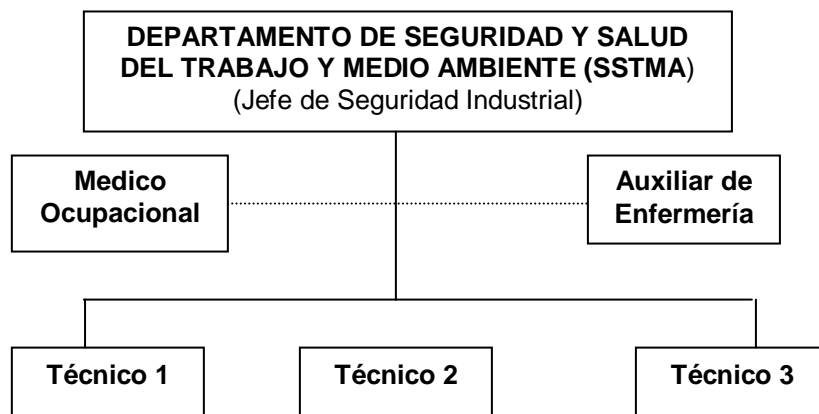 DEPARTAMENTO DE SEGURIDAD Y SALUD
DEL TRABAJO Y MEDIO AMBIENTE (SSTMA)
(Jefe de Seguridad Industrial)
Medico
Ocupacional
Auxiliar de
Enfermería
Técnico 1
Técnico 2
Técnico 3